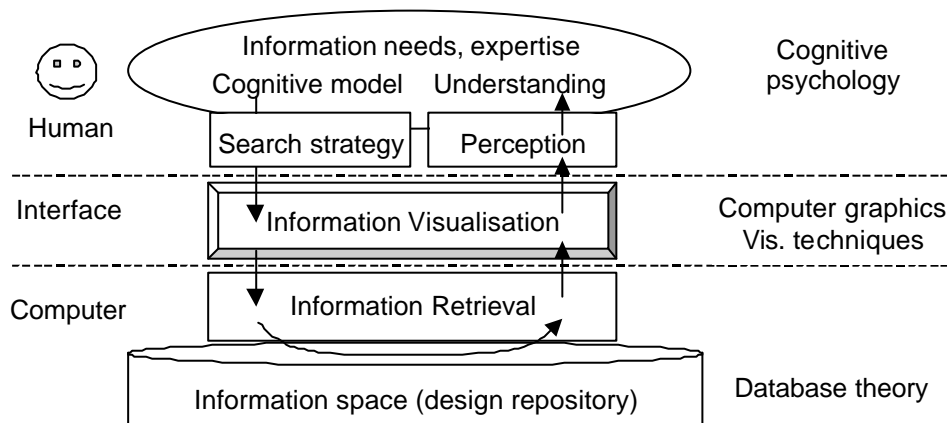 Information needs, expertise
Cognitive model
Understanding
Cognitive
psychology
Human
Search strategy
Perception
Interface
Information Visualisation
Computer graphics
Vis. techniques
Computer
Information Retrieval
Information space (design repository)
Database theory